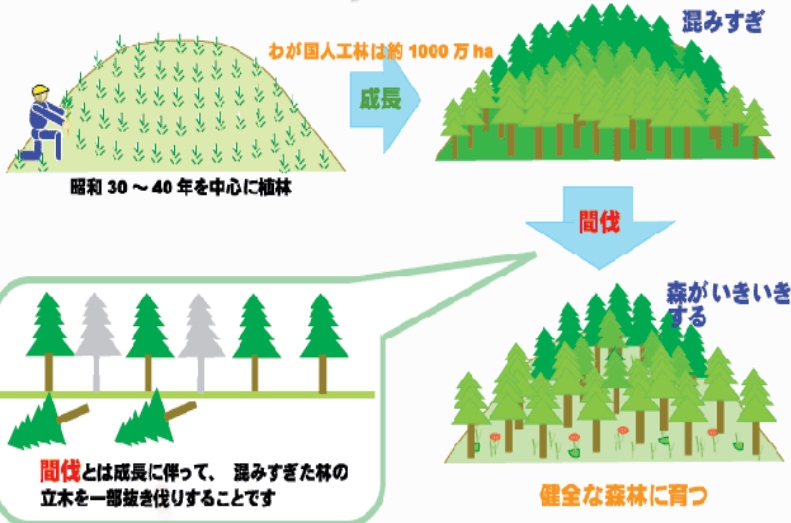 わが国人工林は約 1000 万 ha
混みすぎ
成長
昭和 30 ～ 40 年を中心に植林
間伐
森がいきいき
する
間伐とは成長に伴って、 混みすぎた林の
立木を一部抜き伐りすることです
健全な森林に育つ